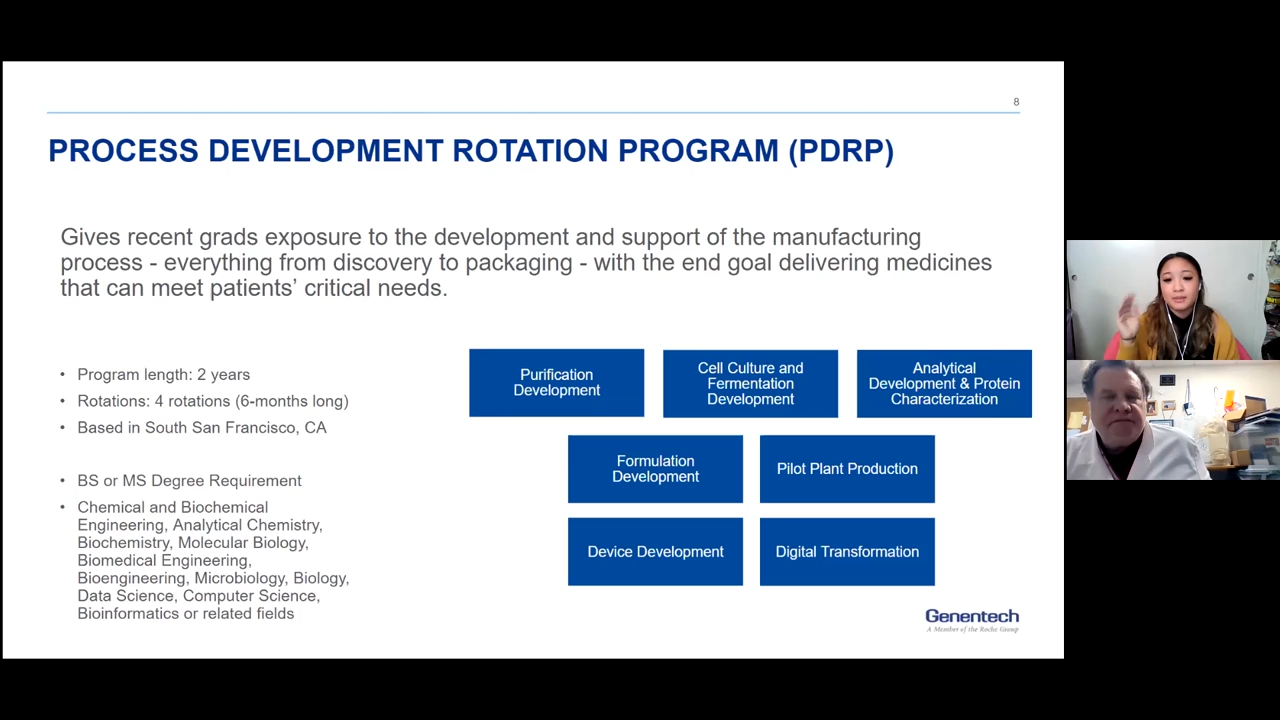 8
PROCESS DEVELOPMENT ROTATION PROGRAM (PDRP)
Gives recent grads exposure to the development and support of the manufacturing
process - everything from discovery to packaging - with the end goal delivering medicines
that can meet patients’ critical needs.
• Program length: 2 years
• Rotations: 4 rotations (6-months long)
• Based in South San Francisco, CA
• BS or MS Degree Requirement
• Chemical and Biochemical
Engineering, Analytical Chemistry,
Biochemistry, Molecular Biology,
Biomedical Engineering,
Bioengineering, Microbiology, Biology,
Data Science, Computer Science,
Bioinformatics or related fields
Purification
Development
Cell Culture and
Fermentation
Development
Analytical
Development & Protein
Characterization
Formulation
Development
Pilot Plant Production
Device Development
Digital Transformation
Genentech
A Member of the Roche Group